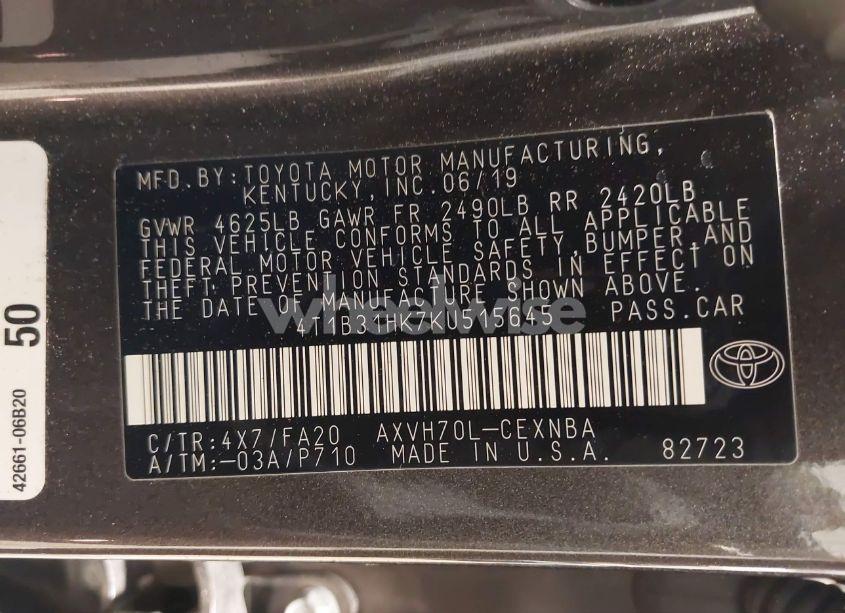 MFD.BY:TOYOTA MOTOR MANUFACTURING,
KENTUCKY,INC.06/19
GVWR 4625LB GAWR FR 2490LB RR 2420LB
THIS VEHICLE CONFORMS TO ALL APPLICABLE
FEDERAL MOTOR VEHICLE SAFETY,BUMPER,AND
THEFT PREVENTION STANDARDS IN EFFECT ON
THE DATE OF MANUFACTURE SHOWN ABOVE.
4T1B31HK7KU515645 PASS.CAR
wheelwise
C/TR:4X7/FA20 AXVH70L-CEXNBA
A/TM:-03A/P710 MADE IN U.S.A. 82723
50
42661-06B20